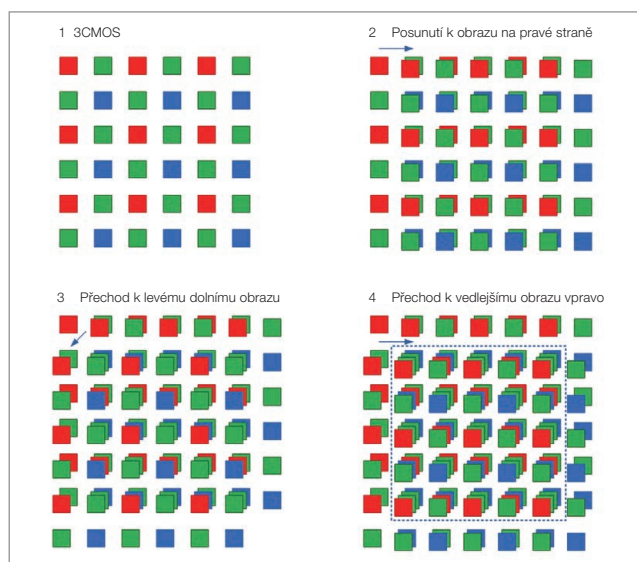 1 3CMOS
2 Posunutí k obrazu na pravé straně
3 Přechod k levému dolnímu obrazu
4 Přechod k vedlejšímu obrazu vpravo